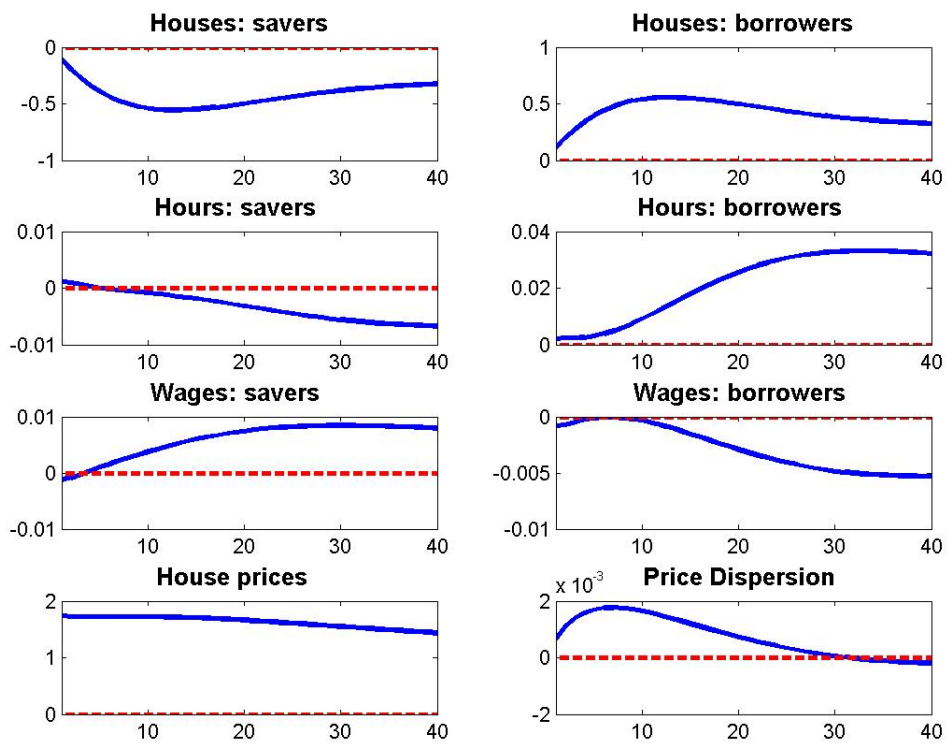 Houses: savers
0
-0.5
-1
10 20 30 40
Houses: borrowers
1
0.5
0
10 20 30 40
Hours: savers
0.01
0
-0.01
10 20 30 40
Hours: borrowers
0.04
0.02
0
10 20 30 40
Wages: savers
0.01
0
-0.01
10 20 30 40
Wages: borrowers
0
-0.005
-0.01
10 20 30 40
House prices
2
1
0
10 20 30 40
Price Dispersion
x 10^-3
2
0
-2
10 20 30 40